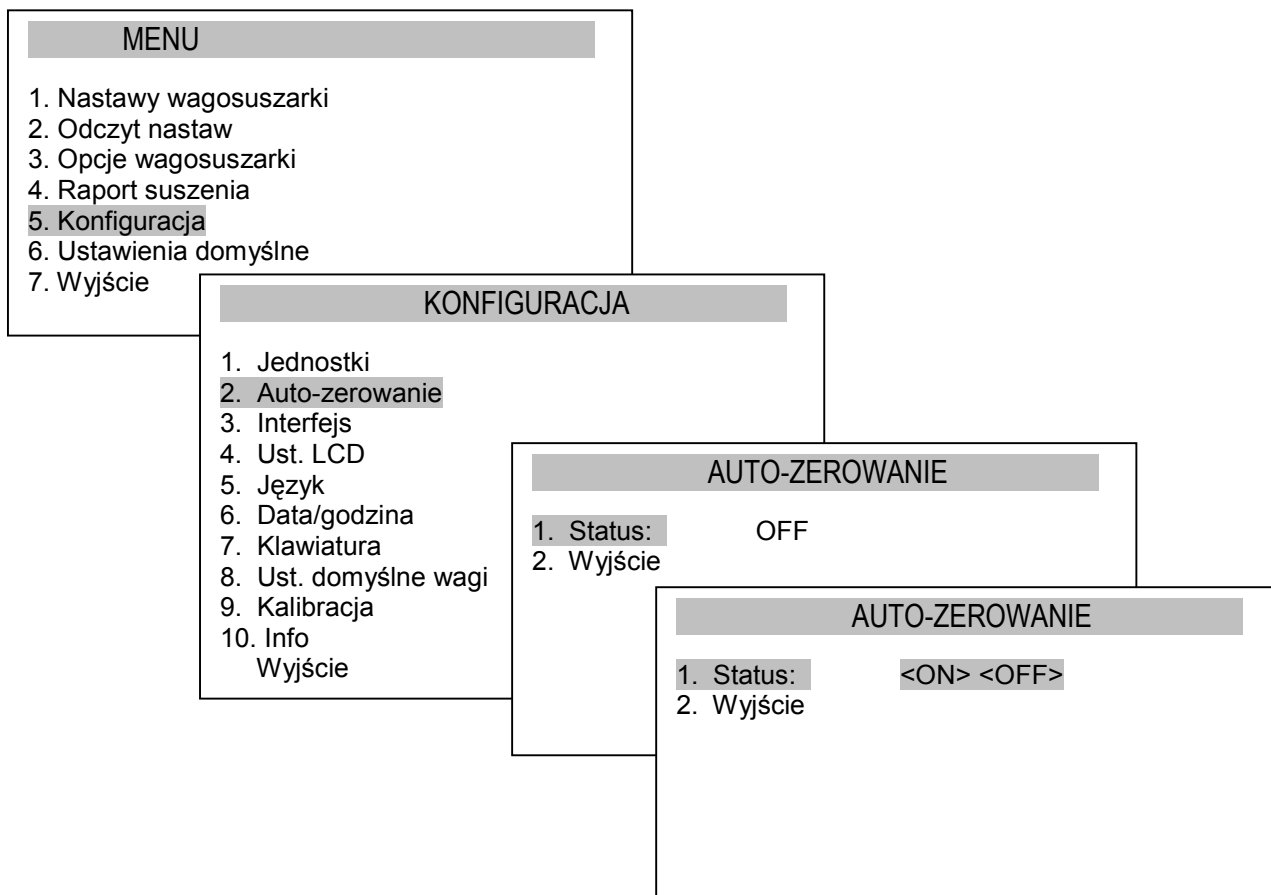 MENU
1. Nastawy wagosuszarki
2. Odczyt nastaw
3. Opcje wagosuszarki
4. Raport suszenia
5. Konfiguracja
6. Ustawienia domyślne
7. Wyjście
KONFIGURACJA
1. Jednostki
2. Auto-zerowanie
3. Interfejs
4. Ust. LCD
5. Język
6. Data/godzina
7. Klawiatura
8. Ust. domyślne wagi
9. Kalibracja
10. Info
Wyjście
AUTO-ZEROWANIE
1. Status: OFF
2. Wyjście
AUTO-ZEROWANIE
1. Status: <ON> <OFF>
2. Wyjście